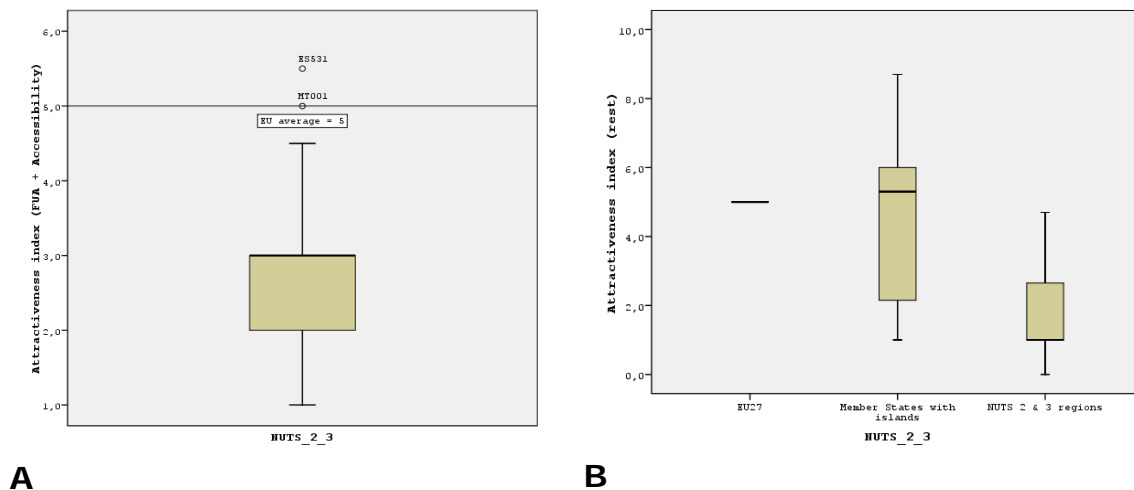 6,0
5,0
4,0
3,0
2,0
1,0
Attractiveness index (FUA + Accessibility)
ES531
MT001
EU average = 5
NUTS_2_3
A
10,0
8,0
6,0
4,0
2,0
0,0
Attractiveness index (rest)
EU27
Member States with
islands
NUTS 2 & 3 regions
NUTS_2_3
B